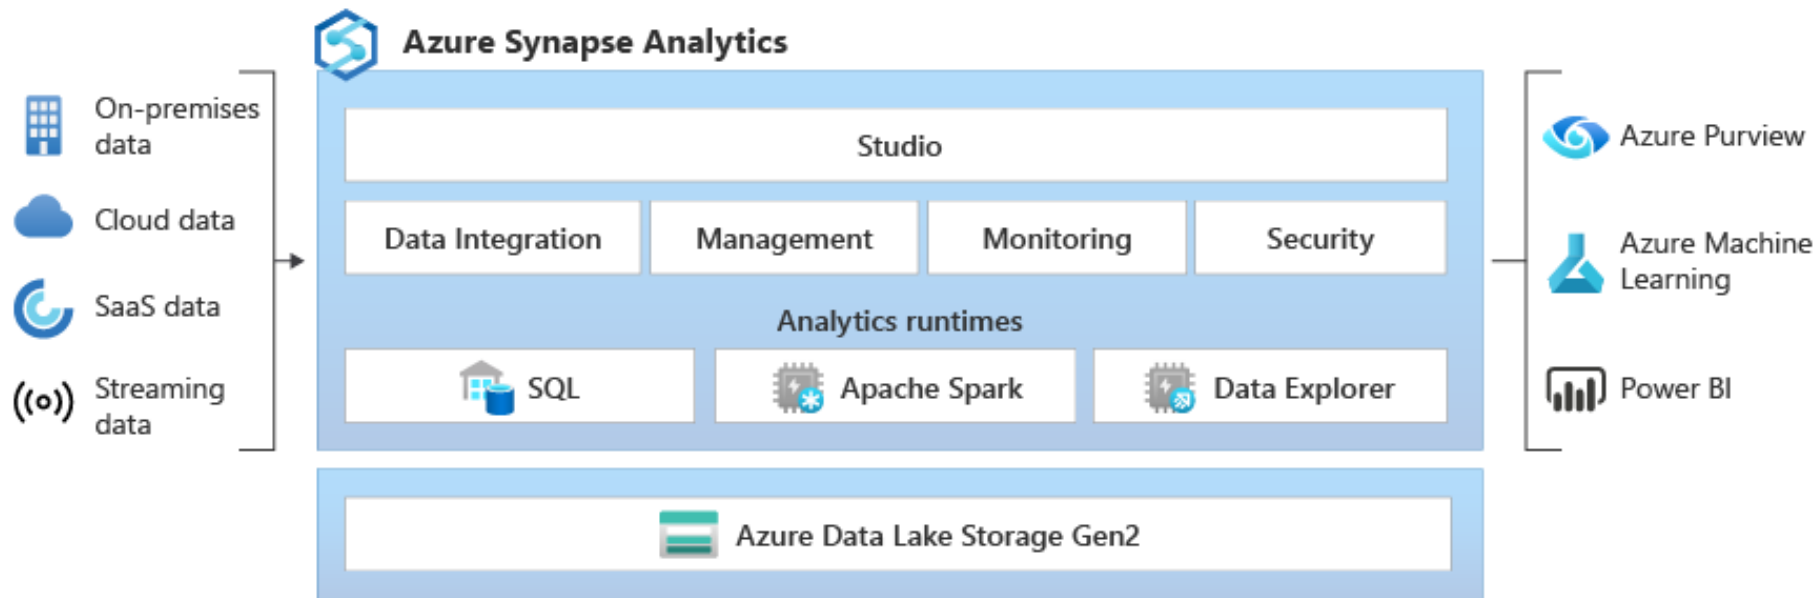 Azure Synapse Analytics
On-premises
data
Cloud data
SaaS data
Streaming
data
Studio
Data Integration
Management
Monitoring
Security
Analytics runtimes
SQL
Apache Spark
Data Explorer
Azure Data Lake Storage Gen2
Azure Purview
Azure Machine
Learning
Power BI